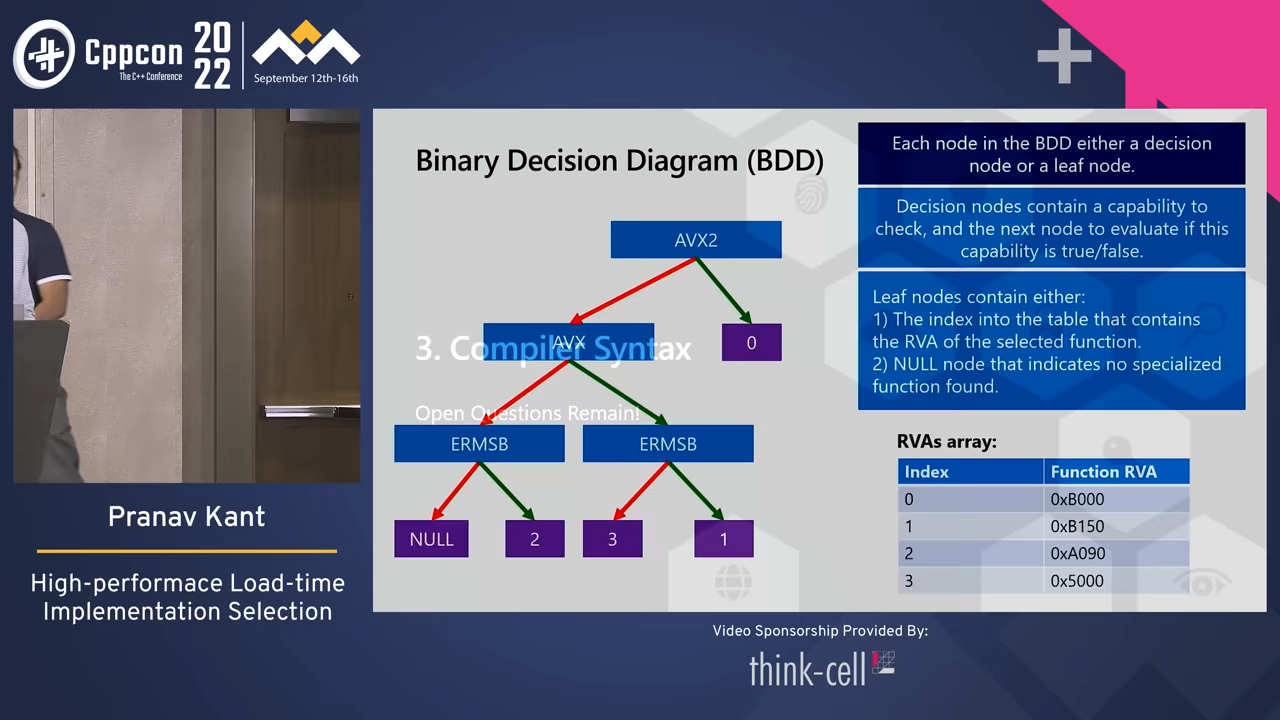 Cppcon
The C++ Conference
20
22
September 12th-16th
Pranav Kant
High-performace Load-time
Implementation Selection
Binary Decision Diagram (BDD)
AVX2
AVX
0
3. Compiler Syntax
Open Questions Remain!
ERMSB
ERMSB
NULL
2
3
1
Each node in the BDD either a decision
node or a leaf node.
Decision nodes contain a capability to
check, and the next node to evaluate if this
capability is true/false.
Leaf nodes contain either:
1) The index into the table that contains
the RVA of the selected function.
2) NULL node that indicates no specialized
function found.
RVAs array:
Index Function RVA
0 0xB000
1 0xB150
2 0xA090
3 0x5000
Video Sponsorship Provided By:
think-cell